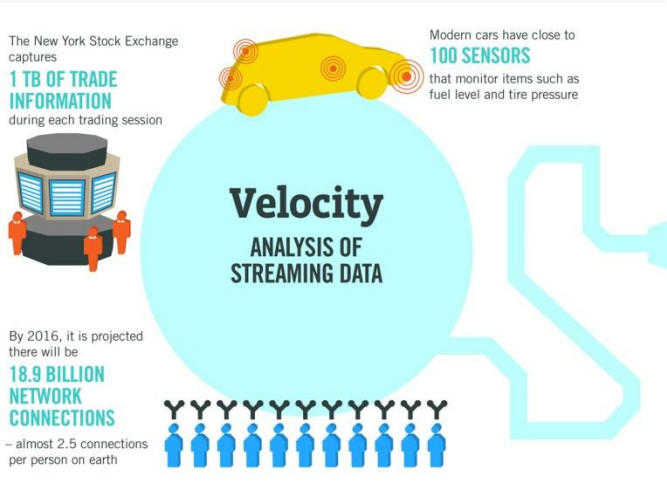 The New York Stock Exchange
captures
1 TB OF TRADE
INFORMATION
during each trading session
Modern cars have close to
100 SENSORS
that monitor items such as
fuel level and tire pressure
Velocity
ANALYSIS OF
STREAMING DATA
By 2016, it is projected
there will be
18.9 BILLION
NETWORK
CONNECTIONS
– almost 2.5 connections
per person on earth